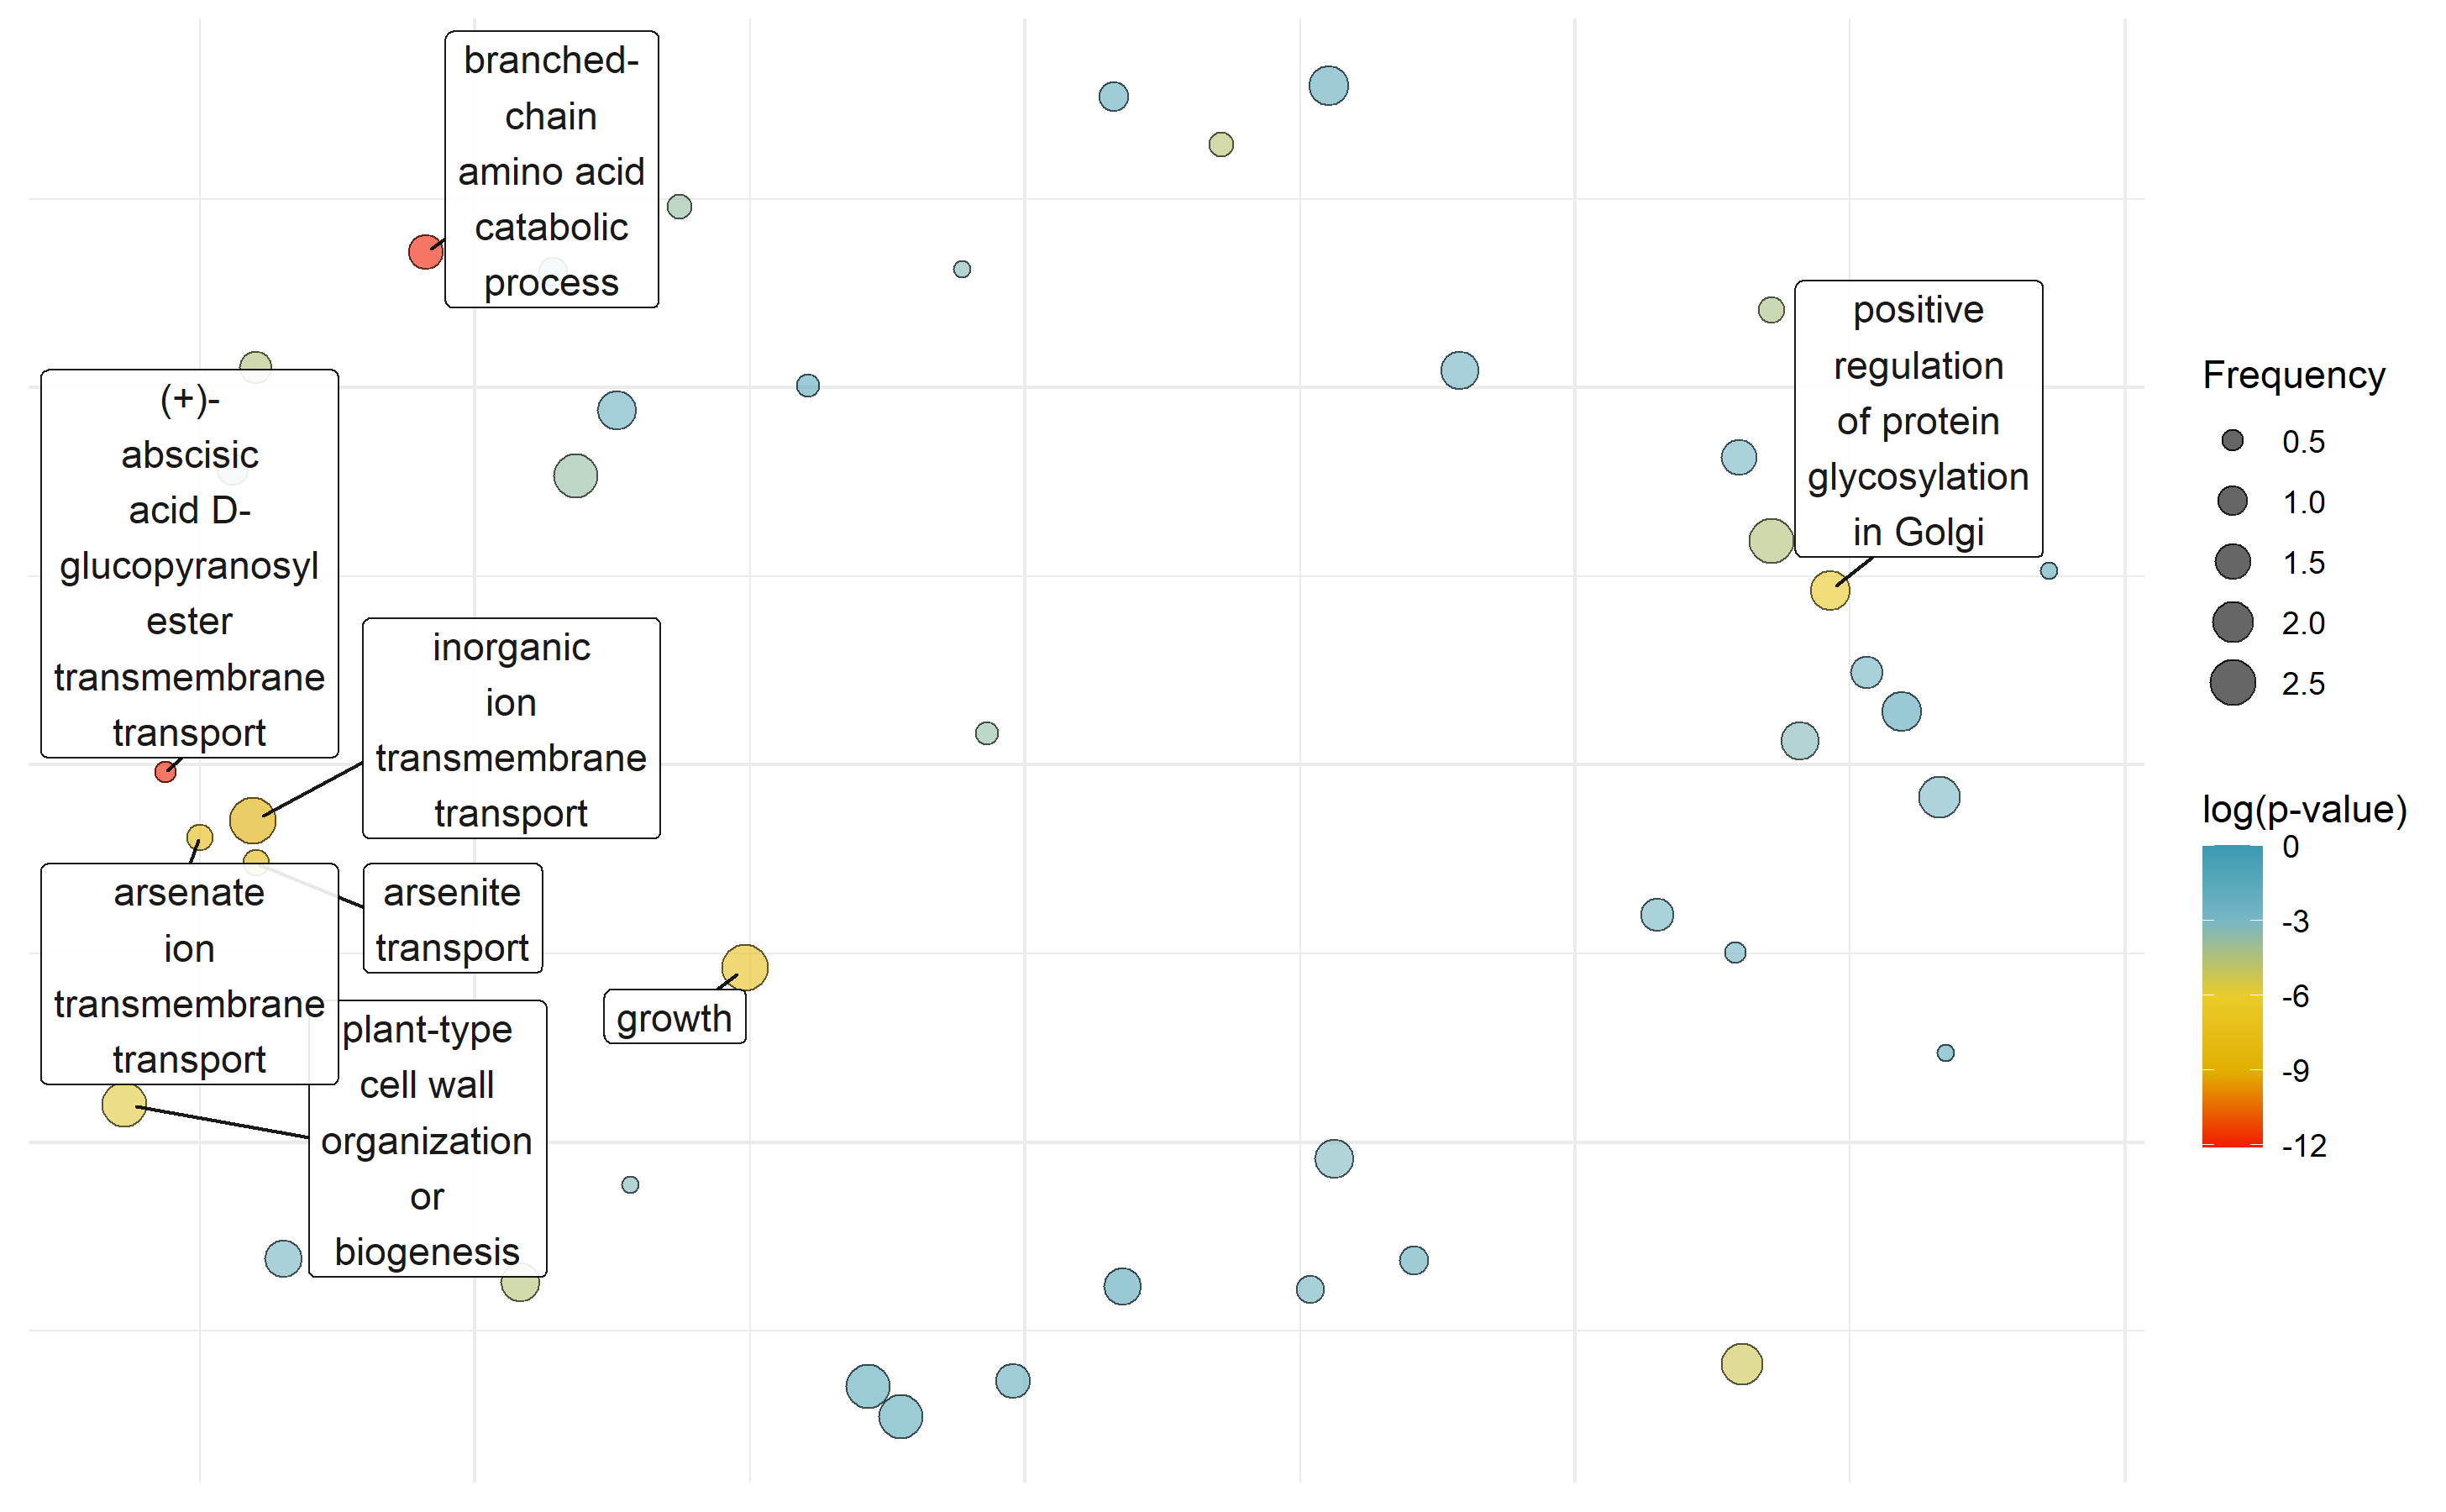 branched-
chain
amino acid
catabolic
process
positive
regulation
of protein
glycosylation
in Golgi
(+)-
abscisic
acid D-
glucopyranosyl
ester
transmembrane
transport
inorganic
ion
transmembrane
transport
arsenate
ion
transmembrane
transport
arsenite
transport
growth
plant-type
cell wall
organization
or
biogenesis
Frequency
0.5
1.0
1.5
2.0
2.5
log(p-value)
0
-3
-6
-9
-12